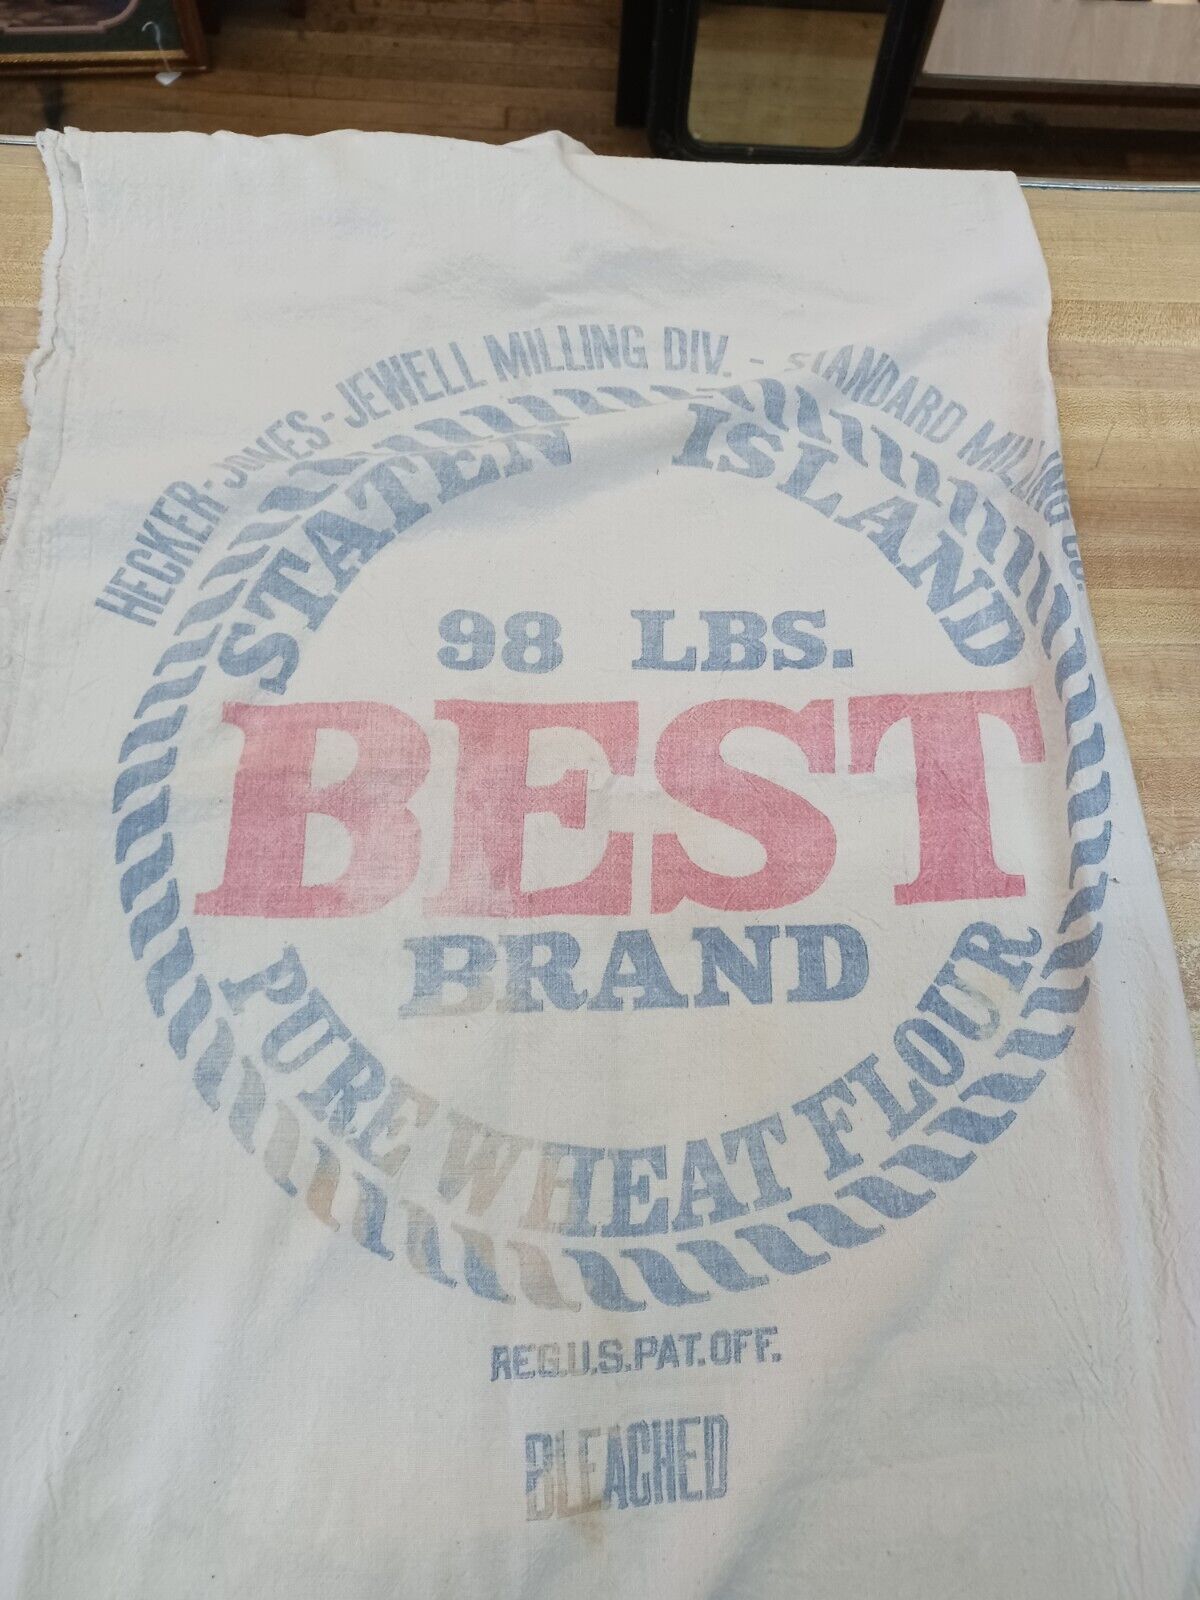 HECKER-JONES-JEWELL MILLING DIV. - STANDARD MILLING CO.
STATEN ISLAND
98 LBS.
BEST
BRAND
PURE WHEAT FLOUR
REG.U.S.PAT.OFF.
BLEACHED